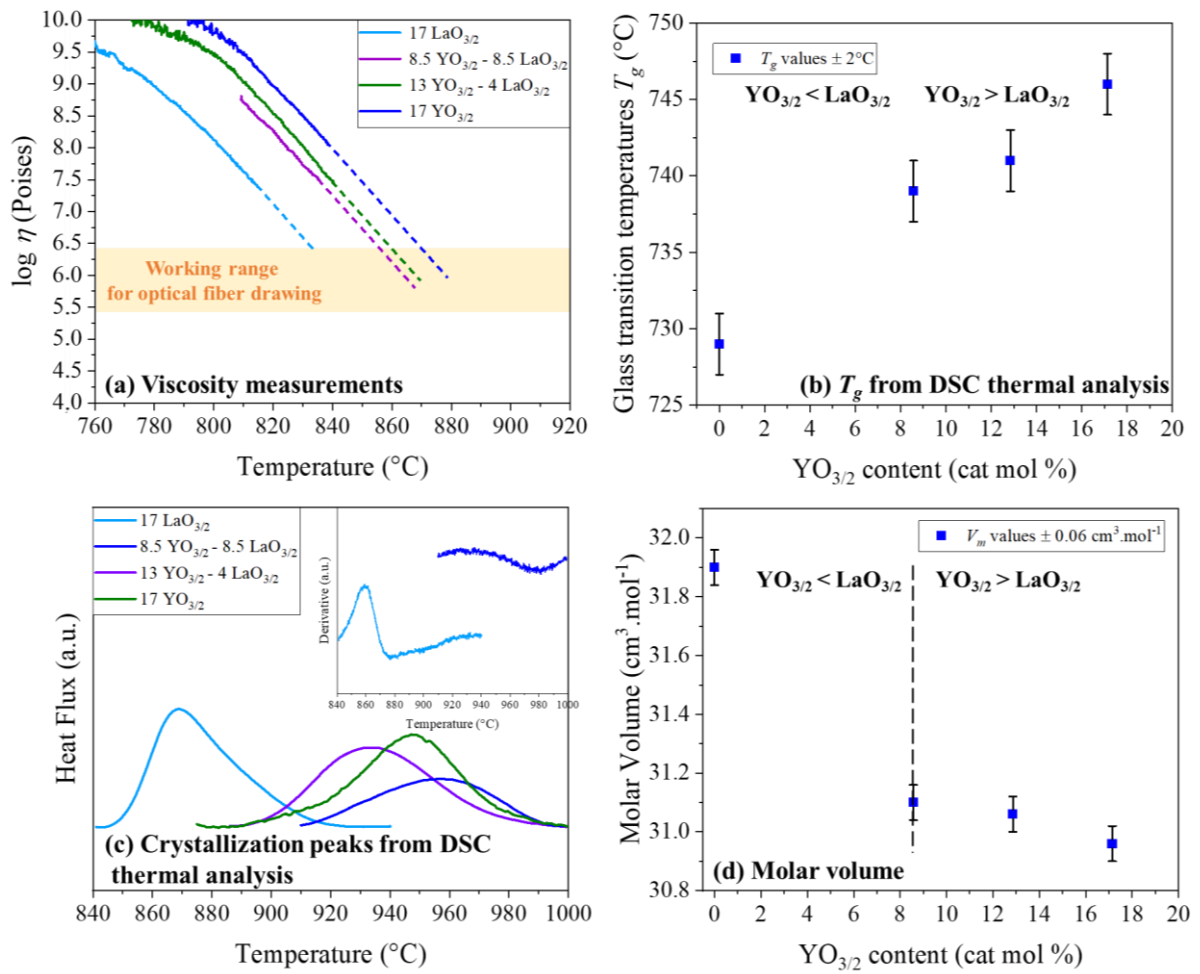 log η (Poises)
10.0
9.5
9.0
8.5
8.0
7.5
7.0
6.5
6.0
5.5
5.0
4.5
4.0
17 LaO3/2
8.5 YO3/2 - 8.5 LaO3/2
13 YO3/2 - 4 LaO3/2
17 YO3/2
Working range
for optical fiber drawing
(a) Viscosity measurements
760 780 800 820 840 860 880 900 920
Temperature (°C)
Glass transition temperatures Tg (°C)
745
740
735
730
725
Tg values ± 2°C
YO3/2 < LaO3/2 YO3/2 > LaO3/2
(b) Tg from DSC thermal analysis
0 2 4 6 8 10 12 14 16 18 20
YO3/2 content (cat mol %)
Heat Flux (a.u.)
17 LaO3/2
8.5 YO3/2 - 8.5 LaO3/2
13 YO3/2 - 4 LaO3/2
17 YO3/2
Derivative (a.u.)
840 860 880 900 920 940 960 980 1000
Temperature (°C)
(c) Crystallization peaks from DSC
thermal analysis
840 860 880 900 920 940 960 980 1000
Temperature (°C)
Molar Volume (cm3.mol-1)
32.0
31.8
31.6
31.4
31.2
31.0
30.8
Vm values ± 0.06 cm3.mol-1
YO3/2 < LaO3/2 YO3/2 > LaO3/2
(d) Molar volume
0 2 4 6 8 10 12 14 16 18 20
YO3/2 content (cat mol %)